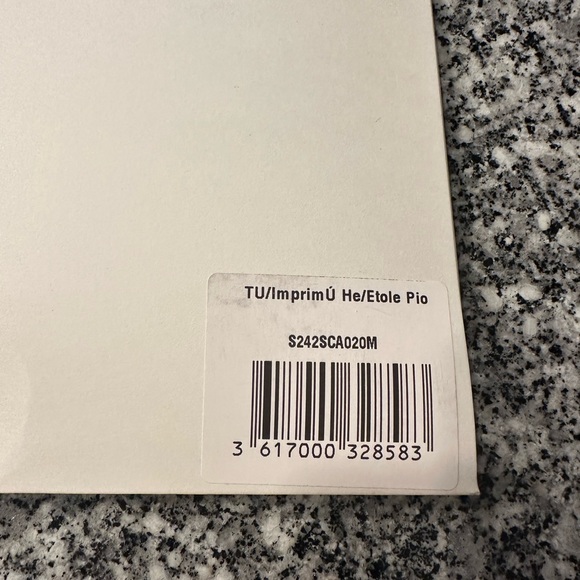 TU/ImprimÚ He/Etole Pio
S242SCA020M
3 617000 328583